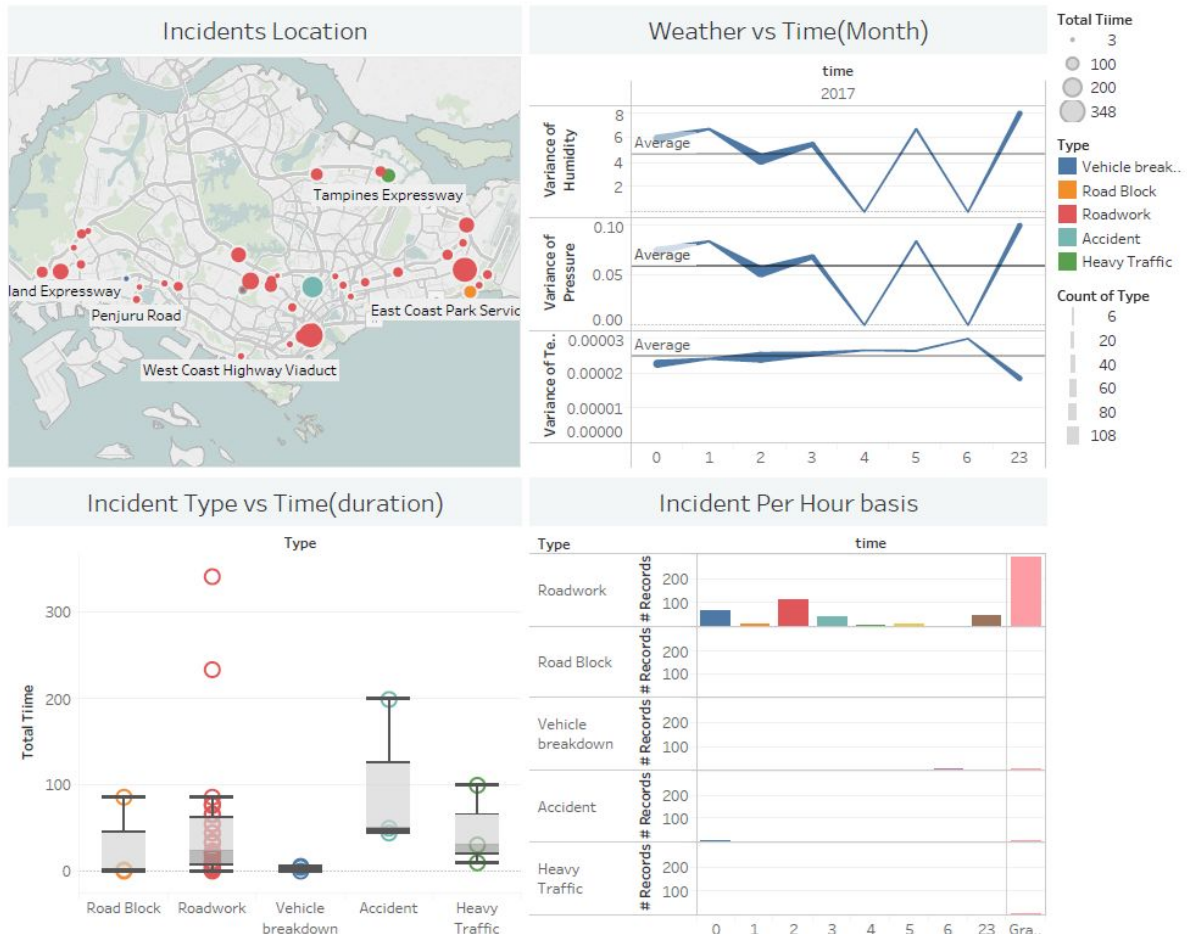 Incidents Location
Tampines Expressway
land Expressway
Penjuru Road
East Coast Park Servic
West Coast Highway Viaduct
Weather vs Time(Month)
time
2017
Variance of
Humidity
8
6
4
2
Average
Variance of
Pressure
0.10
0.05
0.00
Average
Variance of Te..
0.00003
0.00002
0.00001
0.00000
Average
0 1 2 3 4 5 6 23
Total Tiime
3
100
200
348
Type
Vehicle break..
Road Block
Roadwork
Accident
Heavy Traffic
Count of Type
6
20
40
60
80
108
Incident Type vs Time(duration)
Type
Total Tiime
300
200
100
0
Road Block Roadwork Vehicle
breakdown Accident Heavy
Traffic
Incident Per Hour basis
Type time
Roadwork
# Records
200
100
Road Block
# Records
200
100
Vehicle
breakdown
# Records
200
100
Accident
# Records
200
100
Heavy
Traffic
# Records
200
100
0 1 2 3 4 5 6 23 Gra..